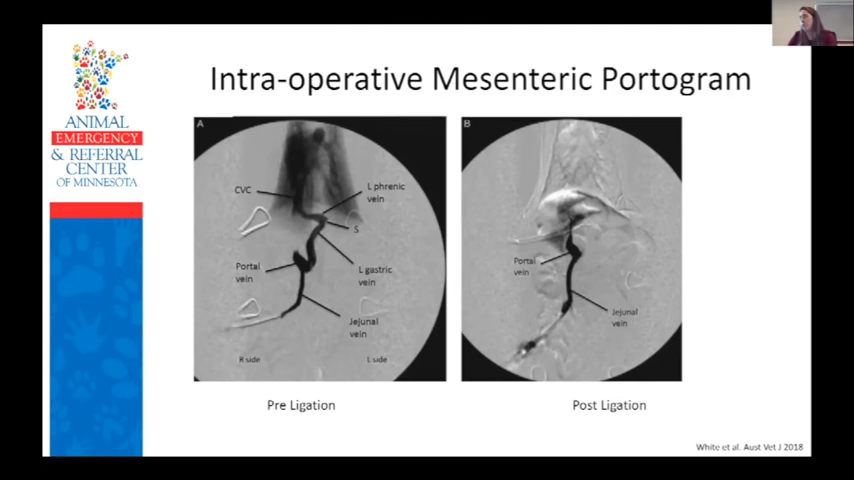 Intra-operative Mesenteric Portogram
ANIMAL
EMERGENCY
& REFERRAL
CENTER
OF MINNESOTA
A
CVC
L phrenic
vein
S
Portal
vein
L gastric
vein
Jejunal
vein
R side
L side
B
Portal
vein
Jejunal
vein
Pre Ligation
Post Ligation
White et al. Aust Vet J 2018